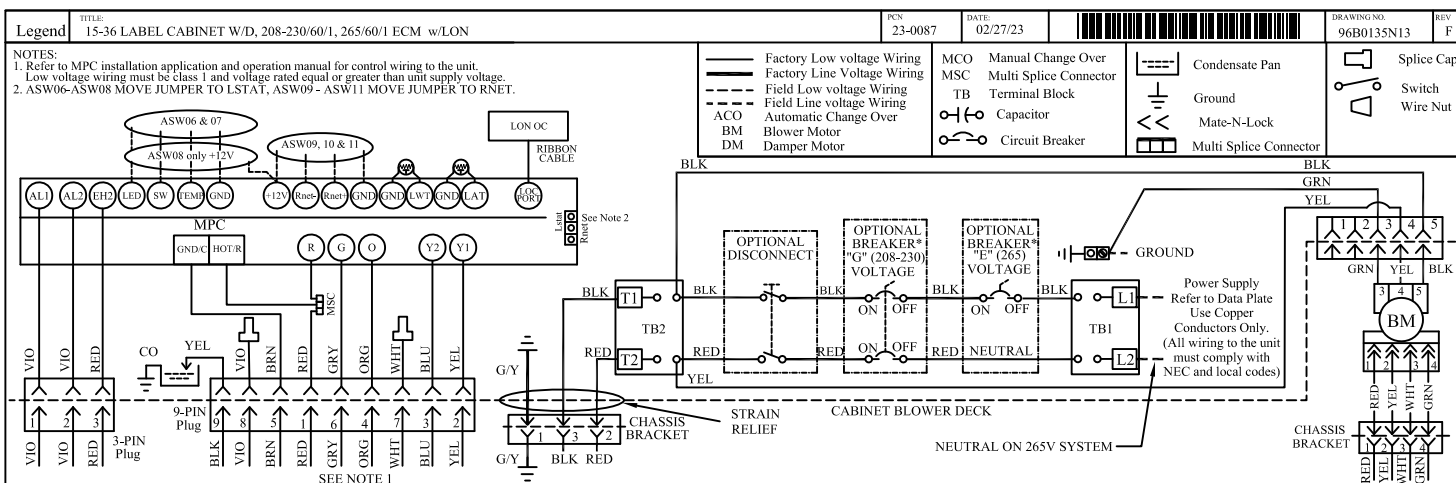 Legend
TITLE:
15-36 LABEL CABINET W/D, 208-230/60/1, 265/60/1 ECM w/LON
PCN
23-0087
DATE:
02/27/23
DRAWING NO.
96B0135N13
REV
F
NOTES:
1. Refer to MPC installation application and operation manual for control wiring to the unit.
Low voltage wiring must be class 1 and voltage rated equal or greater than unit supply voltage.
2. ASW06-ASW08 MOVE JUMPER TO LSTAT, ASW09 - ASW11 MOVE JUMPER TO RNET.
Factory Low voltage Wiring
Factory Line Voltage Wiring
Field Low voltage Wiring
Field Line voltage Wiring
ACO Automatic Change Over
BM Blower Motor
DM Damper Motor
MCO Manual Change Over
MSC Multi Splice Connector
TB Terminal Block
Capacitor
Circuit Breaker
Condensate Pan
Ground
Mate-N-Lock
Multi Splice Connector
Splice Cap
Switch
Wire Nut
ASW06 & 07
ASW08 only +12V
ASW09, 10 & 11
LON OC
RIBBON
CABLE
AL1 AL2 EH2 LED SW TEMP GND +12V Rnet- Rnet+ GND GND LWT GND LAT
LOC
PORT
MPC
GND/C HOT/R
R G O Y2 Y1
Lstat
Rnet
See Note 2
MSC
VIO VIO RED
CO
YEL
VIO BRN RED GRY ORG WHT BLU YEL
1 2 3
3-PIN
Plug
VIO VIO RED
9-PIN
Plug
9 8 5 1 6 4 7 3 2
BLK VIO BRN RED GRY ORG WHT BLU YEL
SEE NOTE 1
G/Y
1 3 2
CHASSIS
BRACKET
G/Y BLK RED
STRAIN
RELIEF
CABINET BLOWER DECK
BLK
GRN
YEL
BLK
BLK T1
TB2
RED T2
YEL
BLK
RED
OPTIONAL
DISCONNECT
BLK
RED
OPTIONAL
BREAKER*
"G" (208-230)
VOLTAGE
ON OFF
ON OFF
BLK
RED
OPTIONAL
BREAKER*
"E" (265)
VOLTAGE
ON OFF
NEUTRAL
BLK
RED
GROUND
L1
TB1
L2
Power Supply
Refer to Data Plate
Use Copper
Conductors Only.
(All wiring to the unit
must comply with
NEC and local codes)
NEUTRAL ON 265V SYSTEM
1 2 3 4 5
GRN YEL BLK
3 4 5
BM
1 2 3 4
RED YEL WHT GRN
CHASSIS
BRACKET
1 2 3 4
RED YEL WHT GRN